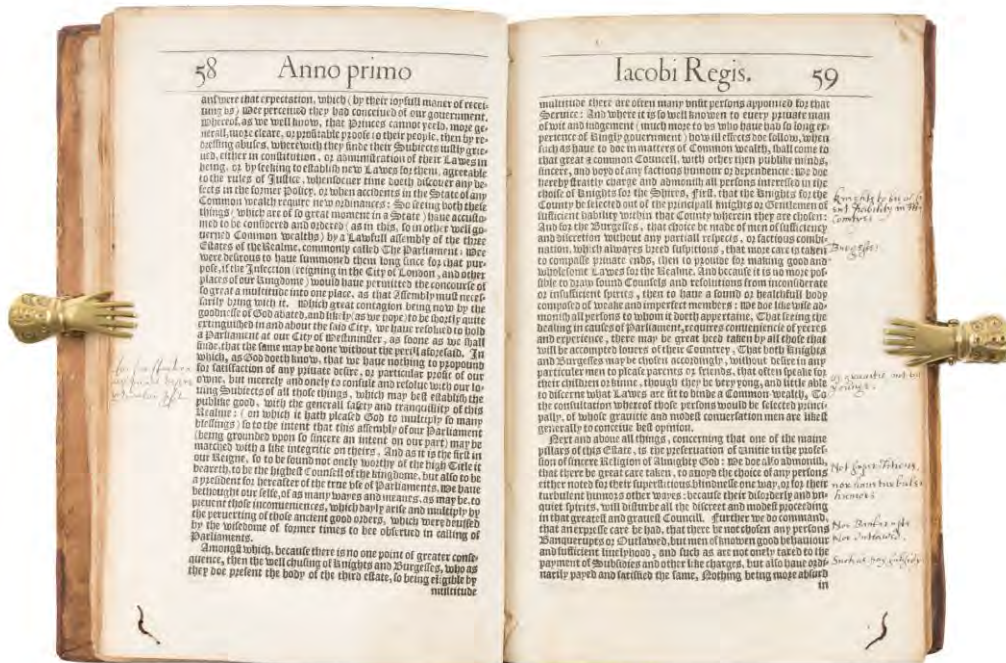 58 Anno primo
answere that expectation, which (by their ioyfull maner of recei-
uing vs) Wee perceiued they had conceiued of our gouernment.
whereof, as we well know, that Princes cannot yeeld, more ge-
nerall, more cleare, or profitable proofe to their people, then by re-
dressing abuses, wherewith they finde their Subiects iustly grie-
ued, either in constitution, or administration of their Lawes in
being, or by seeking to establish new Lawes for them, agreeable
to the rules of Iustice, whensoeuer time doeth discouer any de-
fects in the former Policy, or when accidents in the State of any
Common wealth require new ordinances: So seeing both these
things (which are of so great moment in a State) haue accusto-
med to be considered and ordered (as in this, so in other well go-
uerned Common wealths) by a Lawfull assembly of the three
Estates of the Realme, commonly called The Parliament: Wee
were desirous to haue summoned them long since for that pur-
pose, if the Infection (reigning in the City of London, and other
places of our Kingdome) would haue permitted the concourse of
so great a multitude into one place, as that Assembly must neces-
sarily bring with it. Which great contagion being now by the
goodnesse of God abated, and likely (as we hope) to be shortly quite
extinguished in and about the said City, we haue resolued to hold
a Parliament at our City of Westminster, as soone as we shall
finde, that the same may be done without the perill aforesaid. In
which, as God doeth know, that we haue nothing to propound
for satisfaction of any priuate desire, or particular profit of our
owne, but meerely and onely to consule and resolue with our lo-
uing Subiects of all those things, which may best establish the
publike good, with the generall safety and tranquility of this
Realme: (on which it hath pleased God to multiply so many
blessings) so to the intent that this assembly of our Parliament
(being grounded vpon so sincere an intent on our part) may be
matched with a like integritie on theirs. And as it is the first in
our Reigne, so to be found not onely worthy of the high Title it
beareth, to be the highest Counsell of the kingdome, but also to be
a president for hereafter of the true vse of Parliaments. We haue
bethought our selfe, of as many wayes and meanes, as may be, to
preuent those inconueniences, which dayly arise and multiply by
the peruerting of those ancient good orders, which were deuised
by the wisedome of former times to bee obserued in calling of
Parliaments.
Amongst which, because there is no one point of greater conse-
quence, then the well chusing of Knights and Burgesses, who as
they doe present the body of the third estate, so being eligible by
multitude
Iacobi Regis. 59
multitude there are often many vnfit persons appointed for that
Seruice: And where it is so well knowen to euery priuate man
of wit and iudgement (much more to vs who haue had so long ex-
perience of Kingly gouernment) how ill effects doe follow, when
such as haue to doe in matters of Common wealth, shall come to
that great & common Councell, with other then publike minds,
sincere, and voyd of any factious humour or dependencie: We doe
hereby straitly charge and admonish all persons interessed in the
choise of Knights for the Shires, First, that the Knights for the
County be selected out of the principall knights or Gentlemen of
sufficient hability within that County wherein they are chosen:
And for the Burgesses, that choice be made of men of sufficiency
and discretion without any partiall respects, or factious combi-
nation, which alwayes breed suspitions, that more care is taken
to compasse priuate ends, then to prouide for making good and
wholesome Lawes for the Realme. And because it is no more pos-
sible to draw sound Counsels and resolutions from inconsiderate
or insufficient spirits, then to haue a sound or healthfull body
composed of weake and imperfect members: We doe likewise ad-
monish all persons to whom it doeth appertaine, That seeing the
dealing in causes of Parliament, requires conueniencie of yeeres
and experience, there may be great heed taken by all those that
will be accompted louers of their Countrey, That both Knights
and Burgesses may be chosen accordingly, without desire in any
particuler men to please parents or friends, that often speake for
their children or kinne, though they be very yong, and little able
to discerne what Lawes are fit to binde a Common wealth, To
the consultation whereof those persons would be selected princi-
pally, of whose grauitie and modest conuersation men are likest
generally to conceiue best opinion.
Next and aboue all things, concerning that one of the maine
pillars of this Estate, is the preseruation of vnitie in the profes-
sion of sincere Religion of Almighty God: We doe also admonish,
that there be great care taken, to auoyd the choice of any persons
either noted for their superstitious blindnesse one way, or for their
turbulent humors other wayes: because their disorderly and vn-
quiet spirits, will disturbe all the discreet and modest proceeding
in that greatest and grauest Councell. Further we do command,
that an expresse care be had, that there be not chosen any persons
Banquerupts or Outlawed, but men of knowen good behauiour
and sufficient liuelyhood, and such as are not onely taxed to the
payment of Subsidies and other like charges, but also haue ordi-
narily payed and satisfied the same, Nothing being more absurd
in
Burgesses
Not Superstitious
humors
Not Bankrupts
Not Outlawed